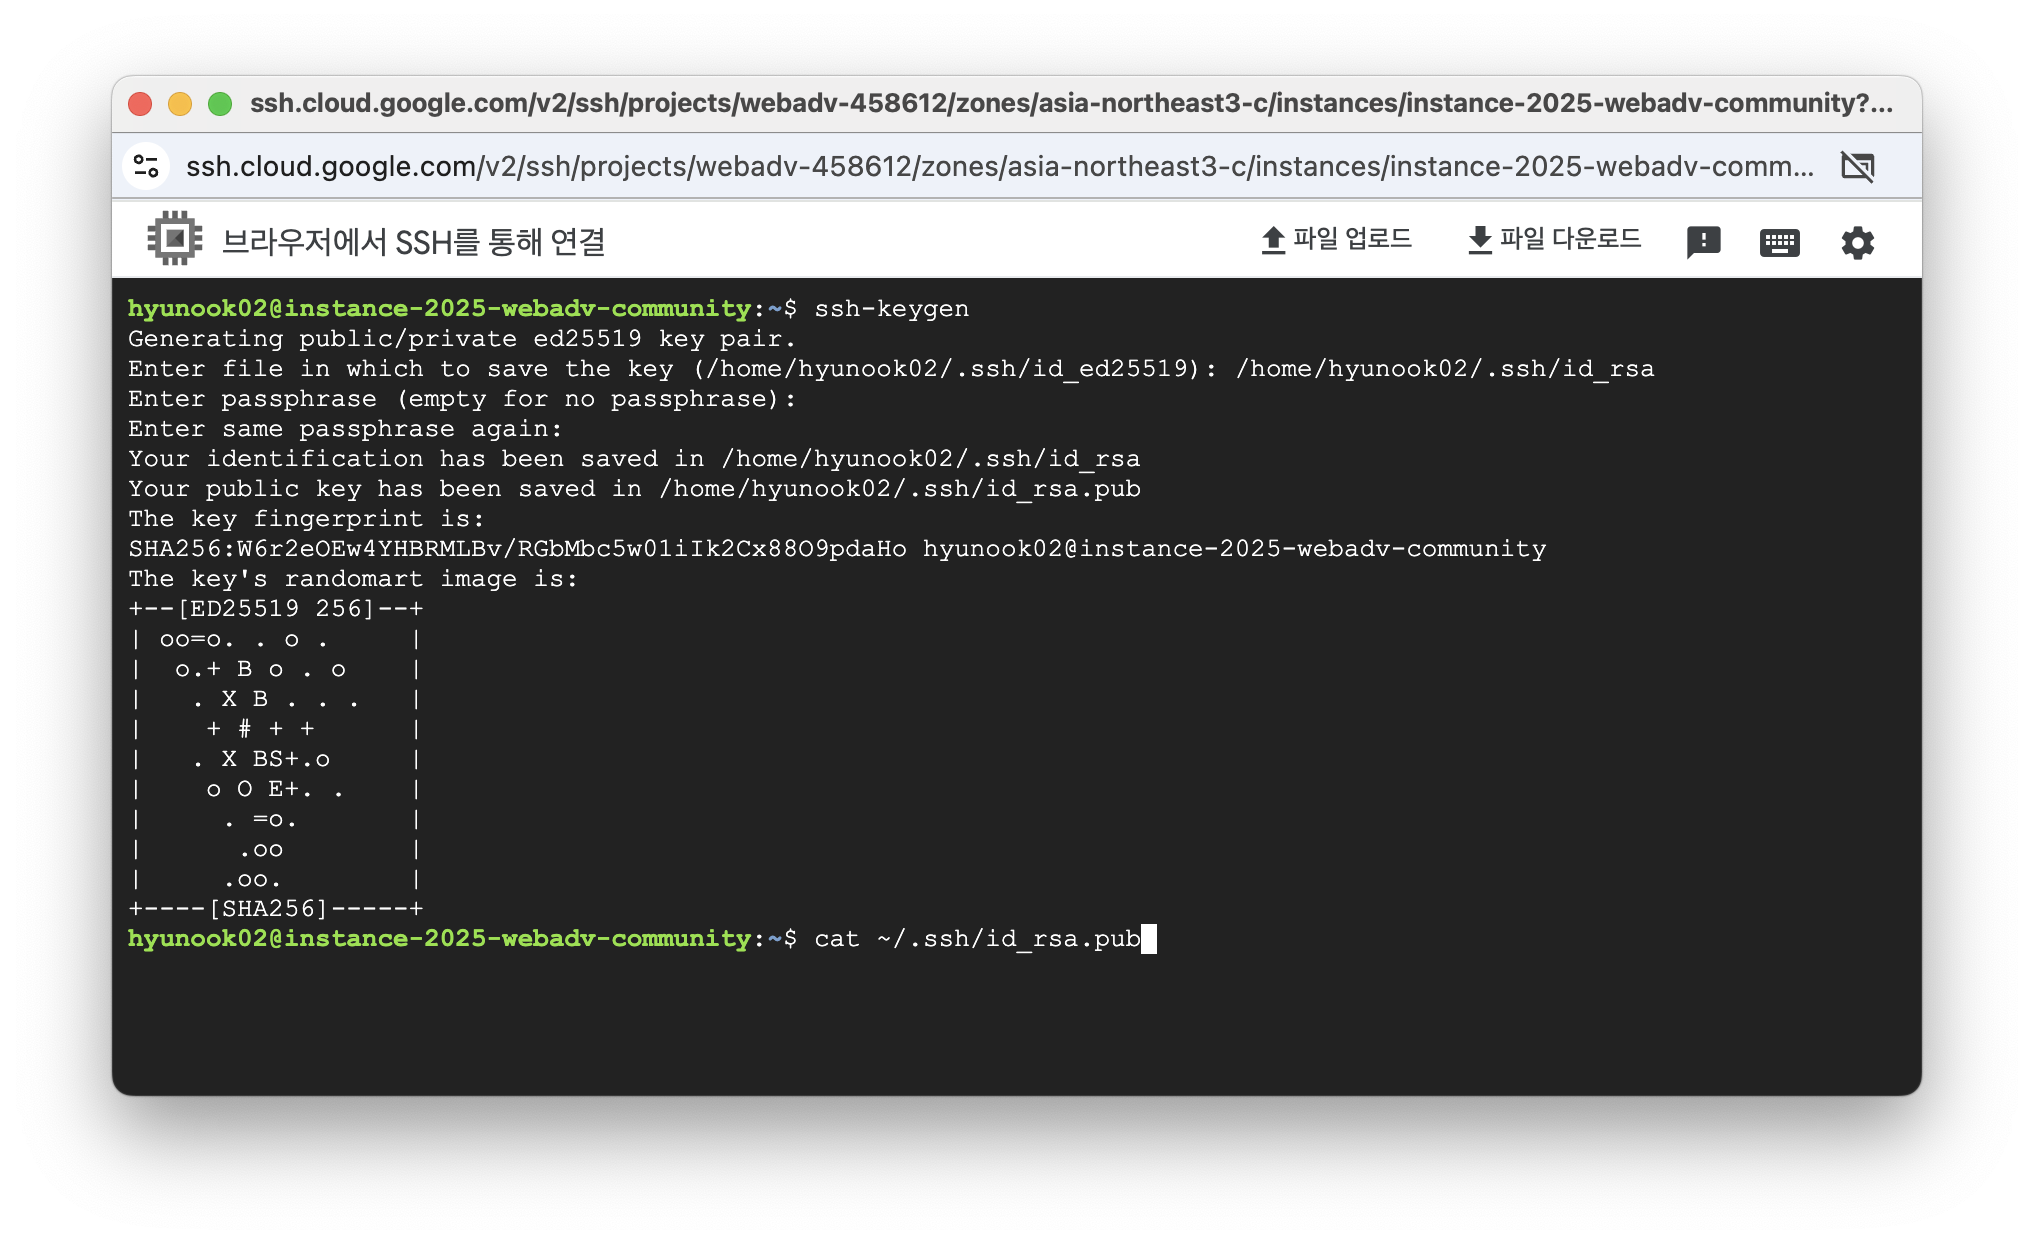 ssh.cloud.google.com/v2/ssh/projects/webadv-458612/zones/asia-northeast3-c/instances/instance-2025-webadv-community?...
ssh.cloud.google.com/v2/ssh/projects/webadv-458612/zones/asia-northeast3-c/instances/instance-2025-webadv-comm...
브라우저에서 SSH를 통해 연결 파일 업로드 파일 다운로드
hyunook02@instance-2025-webadv-community:~$ ssh-keygen
Generating public/private ed25519 key pair.
Enter file in which to save the key (/home/hyunook02/.ssh/id_ed25519): /home/hyunook02/.ssh/id_rsa
Enter passphrase (empty for no passphrase):
Enter same passphrase again:
Your identification has been saved in /home/hyunook02/.ssh/id_rsa
Your public key has been saved in /home/hyunook02/.ssh/id_rsa.pub
The key fingerprint is:
SHA256:W6r2eOEw4YHBRMLBv/RGbMbc5w01iIk2Cx88O9pdaHo hyunook02@instance-2025-webadv-community
The key's randomart image is:
+--[ED25519 256]--+
| oo=o. . o .     |
|  o.+ B o . o    |
|   . X B . . .   |
|    + # + +      |
|   . X BS+.o     |
|    o O E+. .    |
|     . =o.       |
|      .oo        |
|     .oo.        |
+----[SHA256]-----+
hyunook02@instance-2025-webadv-community:~$ cat ~/.ssh/id_rsa.pub